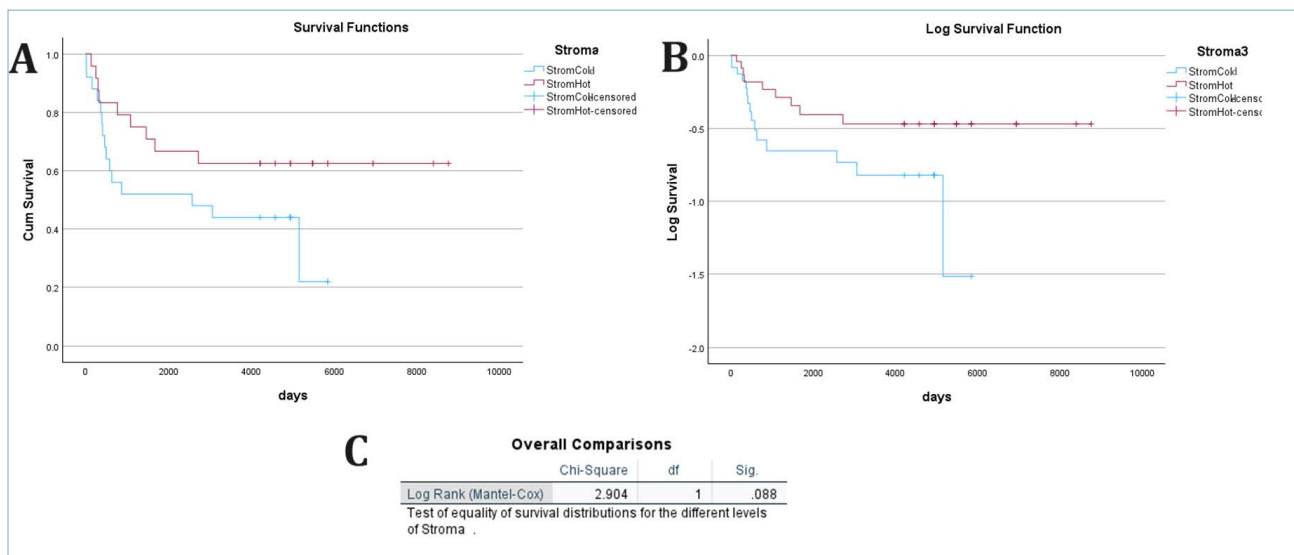 A
Survival Functions
Cum Survival
1.0
0.8
0.6
0.4
0.2
0.0
0
2000
4000
6000
8000
10000
days
Stroma
StromCold
StromHot
StromCold-censored
StromHot-censored
B
Log Survival Function
Log Survival
0.0
-0.5
-1.0
-1.5
-2.0
0
2000
4000
6000
8000
10000
days
Stroma3
StromCold
StromHot
StromCold-censo
StromHot-censo
C
Overall Comparisons
Chi-Square df Sig.
Log Rank (Mantel-Cox) 2.904 1 .088
Test of equality of survival distributions for the different levels
of Stroma .